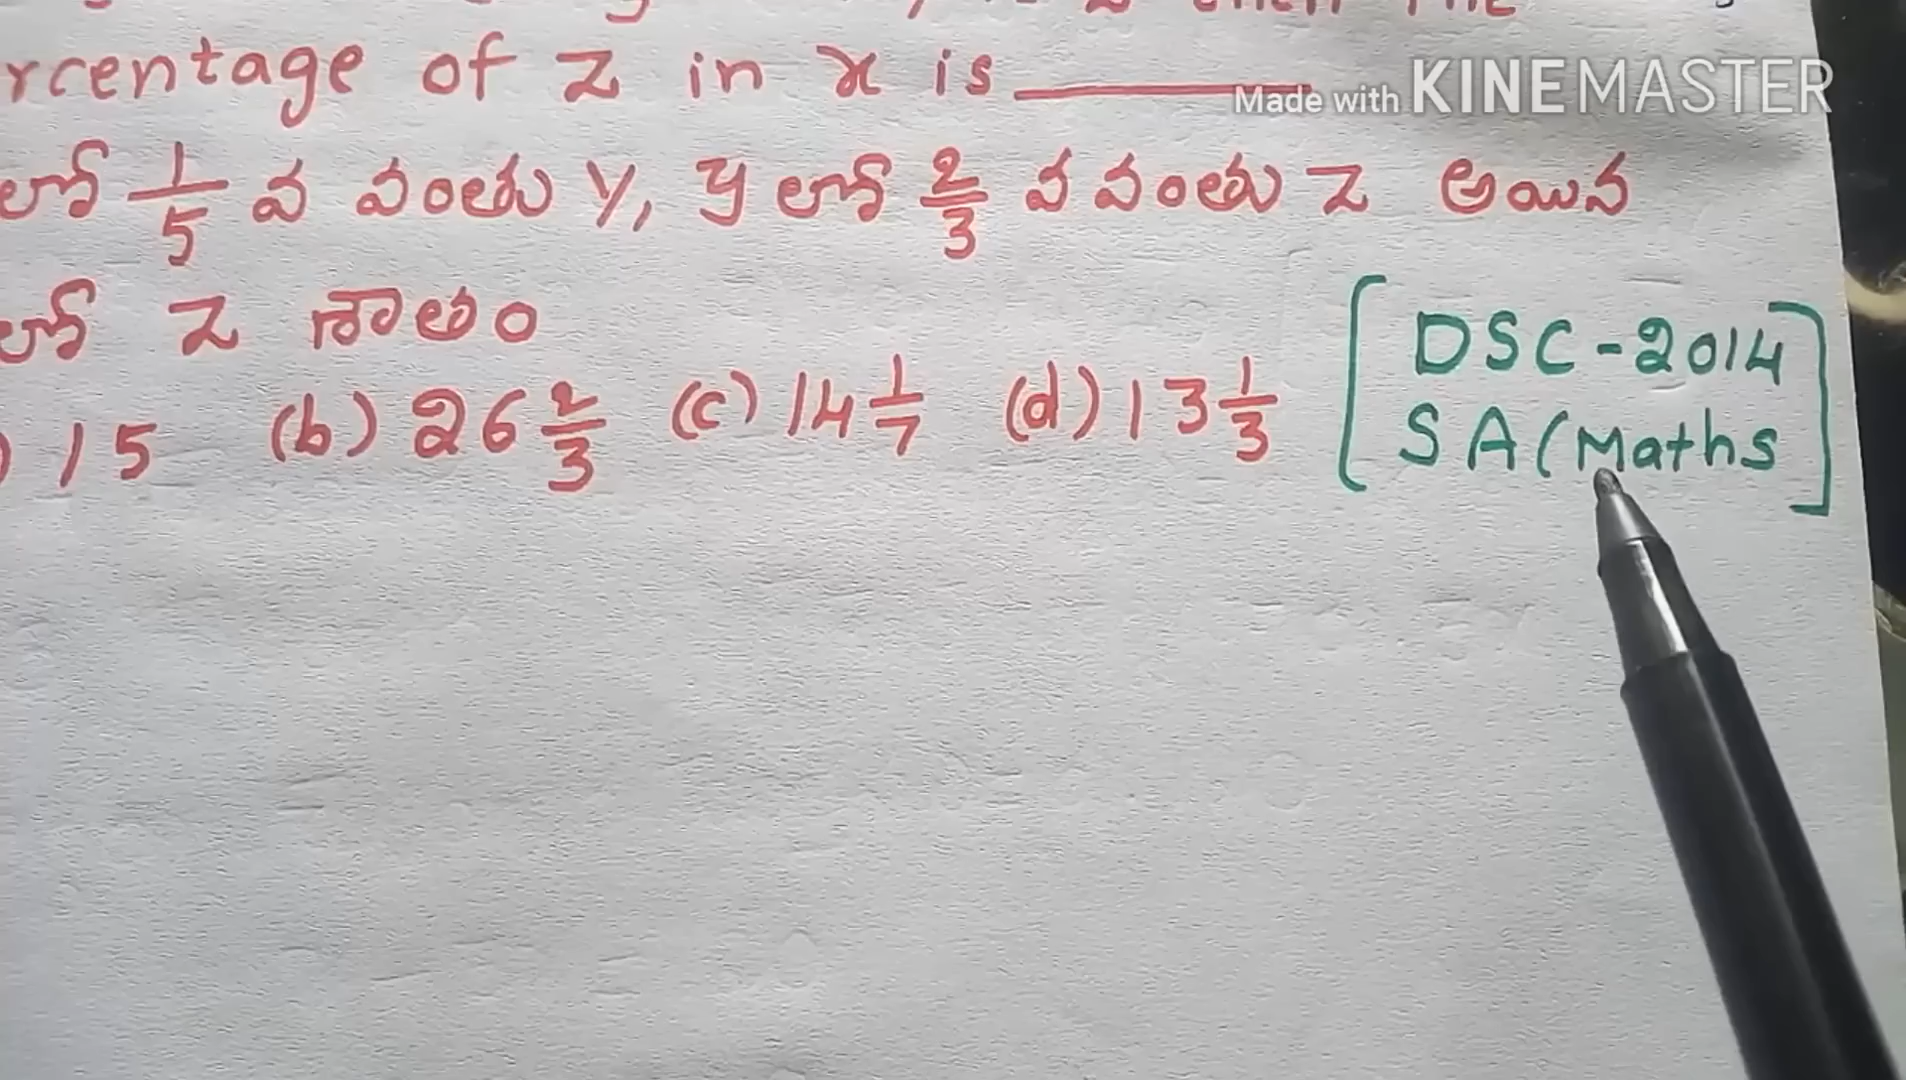 rcentage of z in x is
Made with KINEMASTER
లో 1/5 వ వంతు y, y లో 2/3 వ వంతు z అయిన
లో z శాతం
) 15 (b) 26 2/3 (c) 14 1/7 (d) 13 1/3
[DSC-2014
SA(Maths]